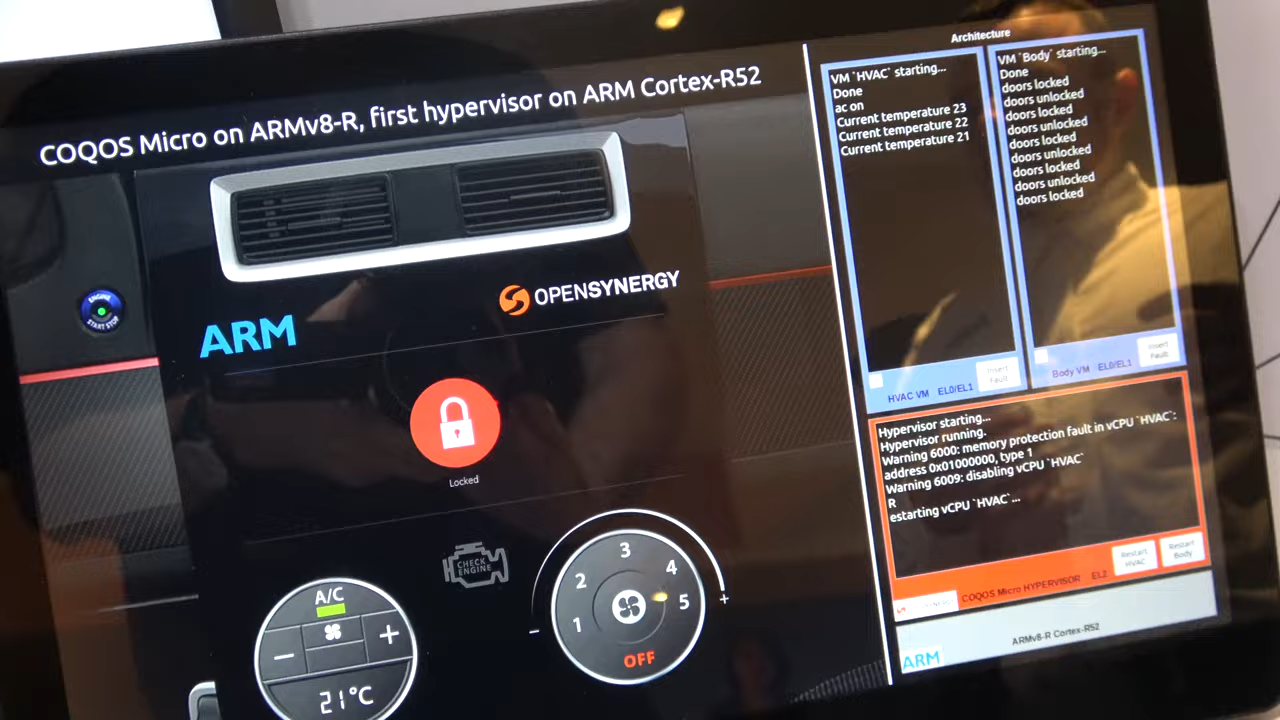 COQOS Micro on ARMv8-R, first hypervisor on ARM Cortex-R52
ENGINE
START STOP
ARM
OPENSYNERGY
Locked
CHECK
ENGINE
A/C
−
+
21°C
1
2
3
4
5
−
+
OFF
Architecture
VM `HVAC` starting...
Done
ac on
Current temperature 23
Current temperature 22
Current temperature 21
Insert
Fault
HVAC VM EL0/EL1
VM `Body` starting...
Done
doors locked
doors unlocked
doors locked
doors unlocked
doors locked
doors unlocked
doors locked
doors unlocked
doors locked
Insert
Fault
Body VM EL0/EL1
Hypervisor starting...
Hypervisor running.
Warning 6000: memory protection fault in vCPU `HVAC`:
address 0x01000000, type 1
Warning 6009: disabling vCPU `HVAC`
R
estarting vCPU `HVAC` ...
Restart
HVAC
Restart
Body
COQOS Micro HYPERVISOR EL2
ARMv8-R Cortex-R52
ARM